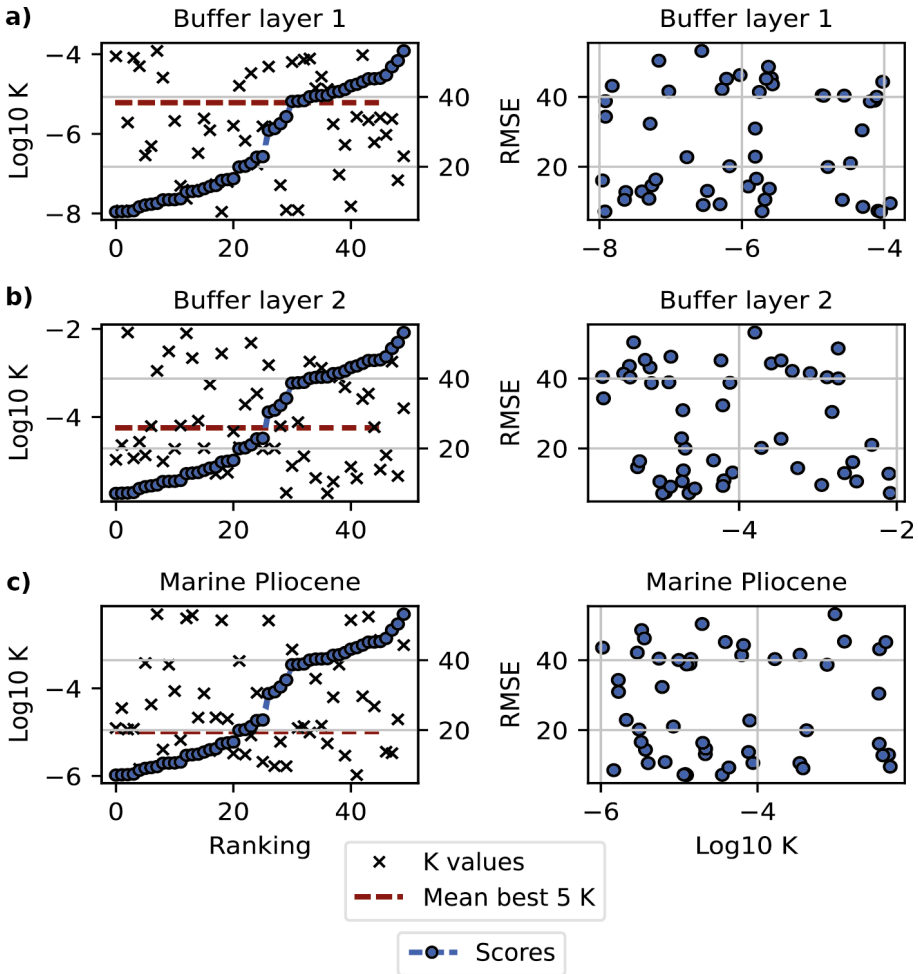 a)
Buffer layer 1
Buffer layer 1
Log10 K
−4
−6
−8
40
20
RMSE
40
20
0
20
40
−8
−6
−4
b)
Buffer layer 2
Buffer layer 2
Log10 K
−2
−4
40
20
RMSE
40
20
0
20
40
−4
−2
c)
Marine Pliocene
Marine Pliocene
Log10 K
−4
−6
40
20
RMSE
40
20
0
20
40
−6
−4
Ranking
Log10 K
K values
Mean best 5 K
Scores